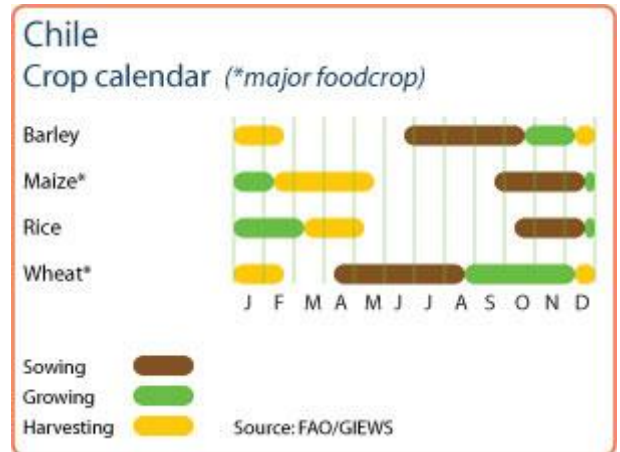 Chile
Crop calendar (*major foodcrop)
Barley
Maize*
Rice
Wheat*
J F M A M J J A S O N D
Sowing
Growing
Harvesting
Source: FAO/GIEWS